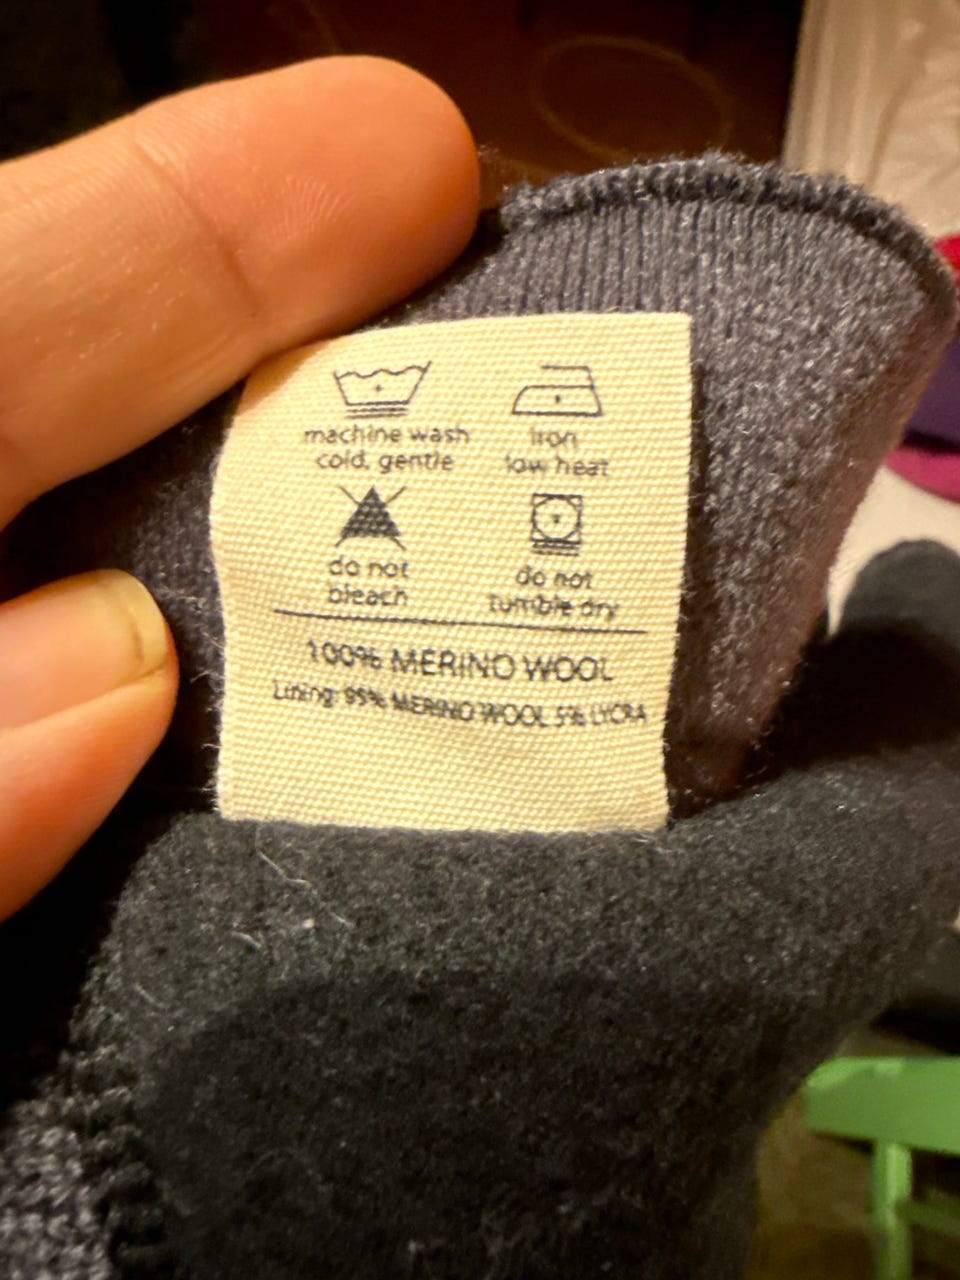 machine wash
cold, gentle
iron
low heat
do not
bleach
do not
tumble dry
100% MERINO WOOL
Lining: 95% MERINO WOOL 5% LYCRA